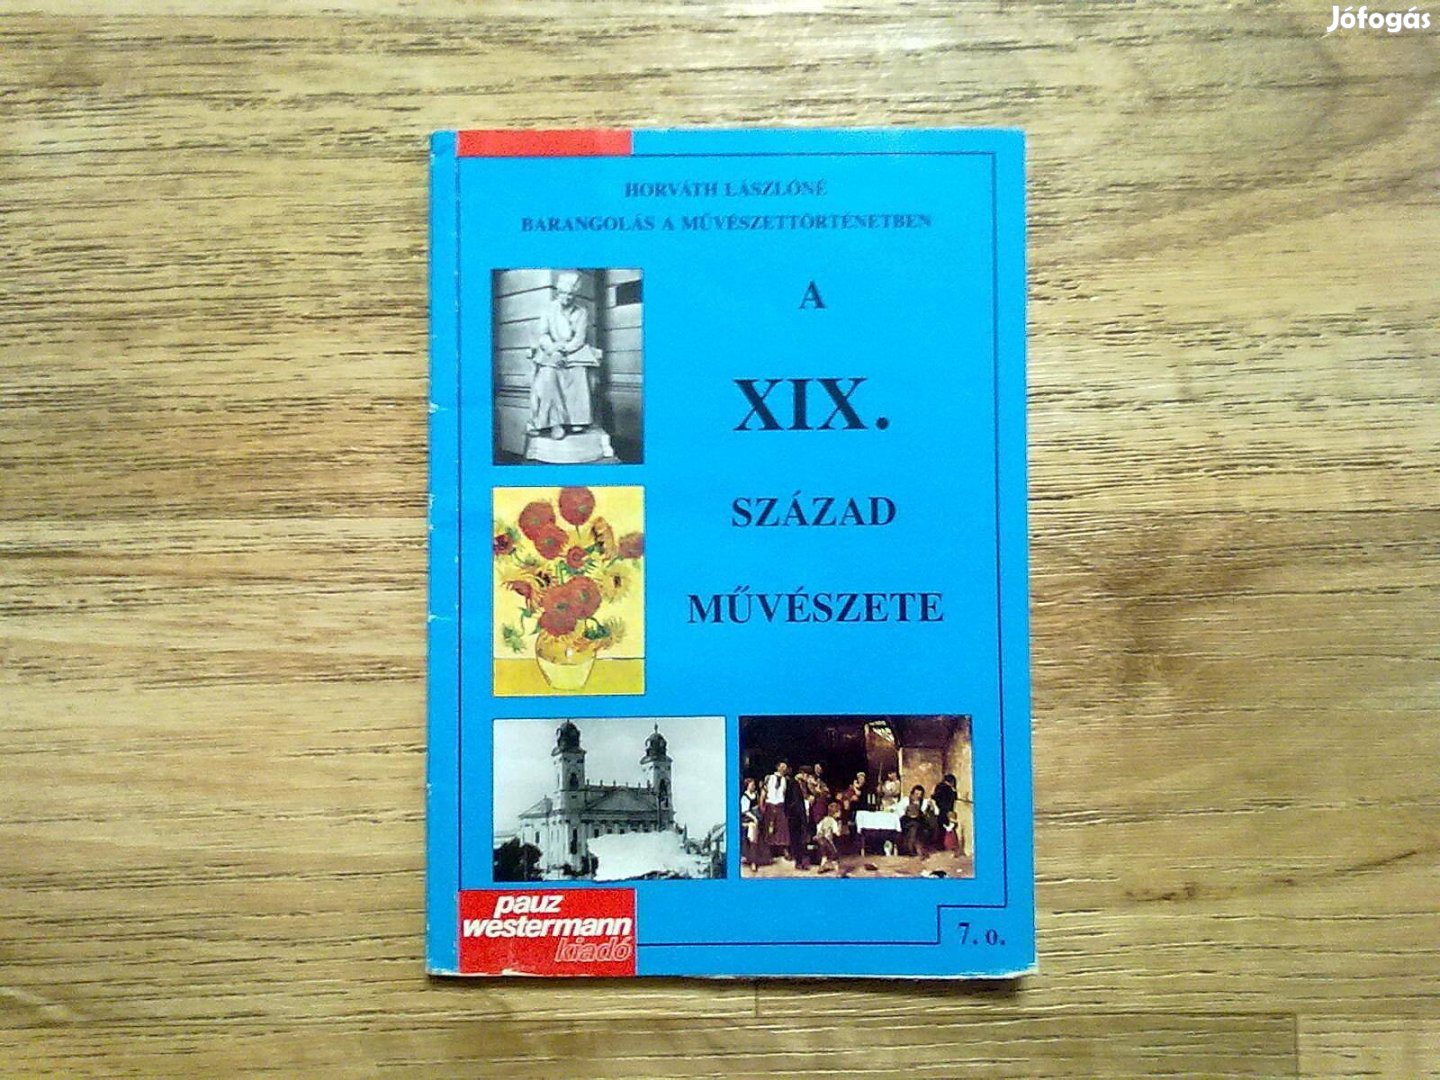 Jófogás
HORVÁTH LÁSZLÓNÉ
BARANGOLÁS A MŰVÉSZETTÖRTÉNETBEN
A
XIX.
SZÁZAD
MŰVÉSZETE
pauz
westermann
kiadó
7. o.